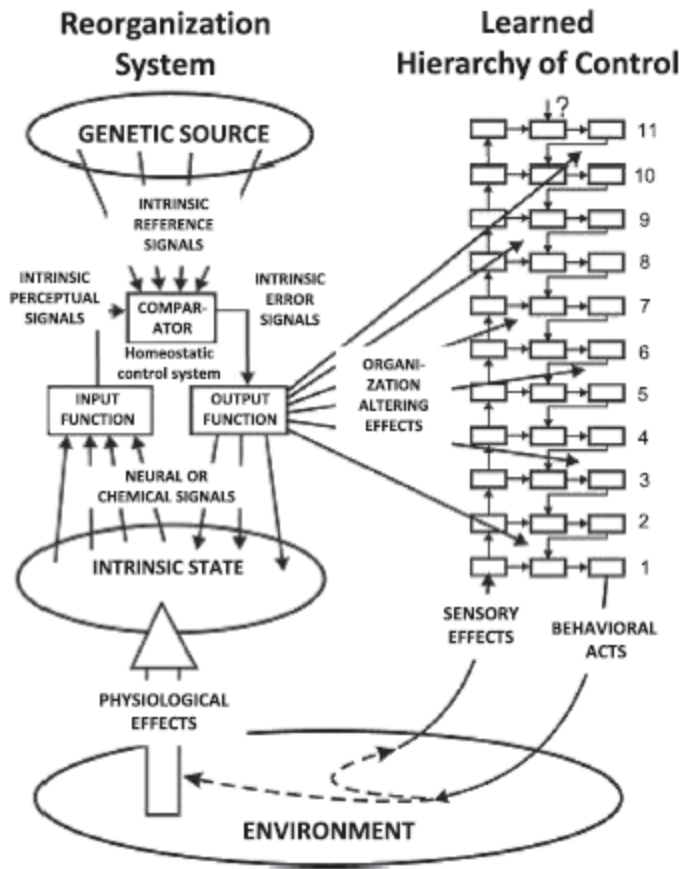 Reorganization
System
Learned
Hierarchy of Control
GENETIC SOURCE
INTRINSIC
REFERENCE
SIGNALS
INTRINSIC
PERCEPTUAL
SIGNALS
COMPAR-
ATOR
INTRINSIC
ERROR
SIGNALS
Homeostatic
control system
INPUT
FUNCTION
OUTPUT
FUNCTION
ORGANI-
ZATION
ALTERING
EFFECTS
NEURAL OR
CHEMICAL SIGNALS
INTRINSIC STATE
?
11
10
9
8
7
6
5
4
3
2
1
SENSORY
EFFECTS
BEHAVIORAL
ACTS
PHYSIOLOGICAL
EFFECTS
ENVIRONMENT